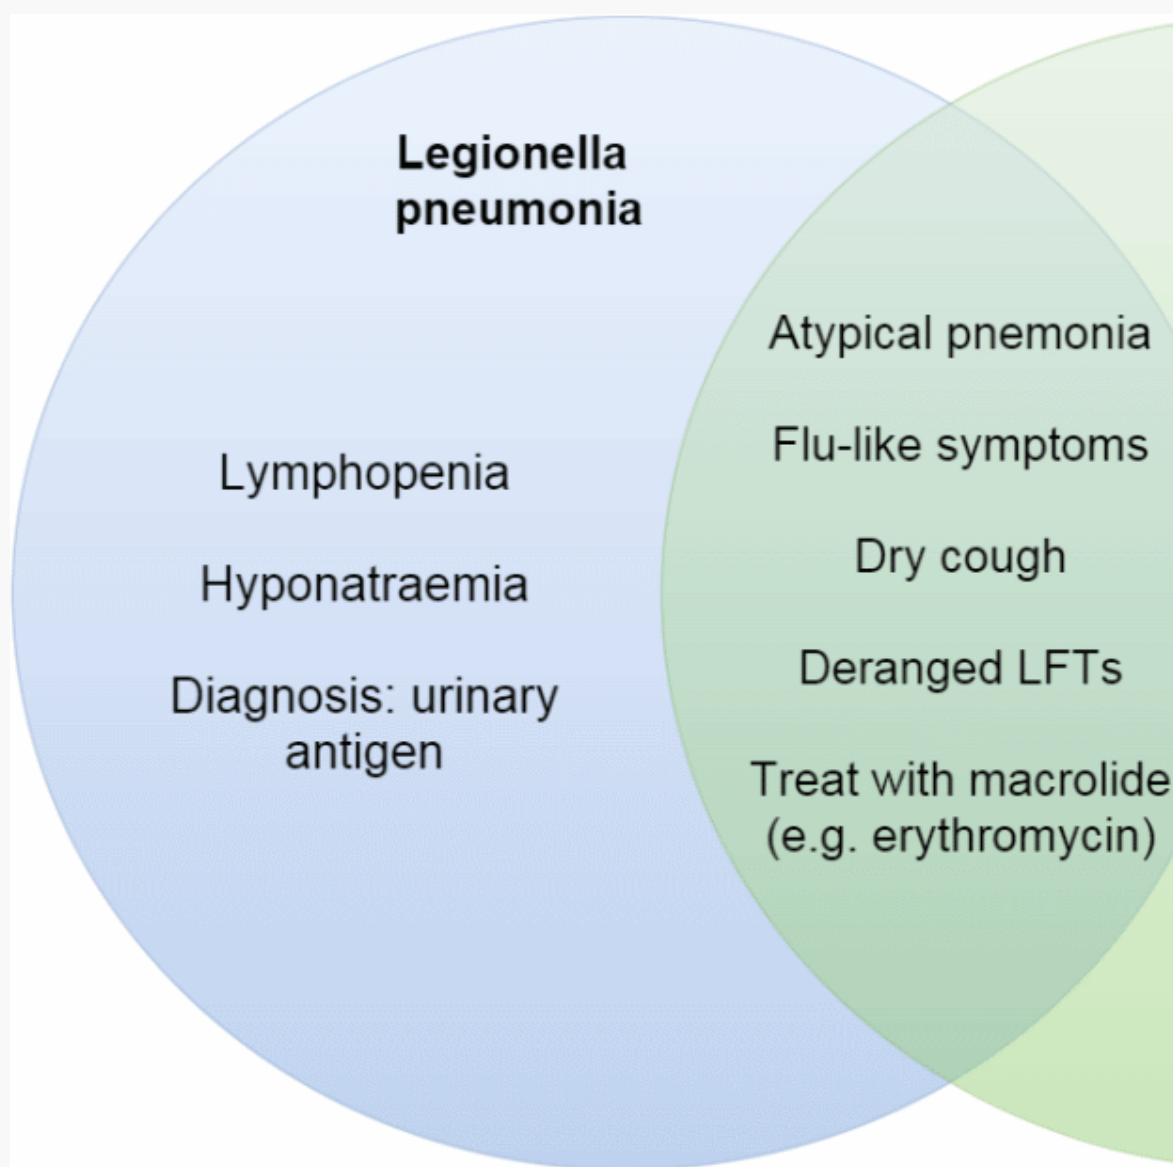 Legionella
pneumonia
Lymphopenia
Hyponatraemia
Diagnosis: urinary
antigen
Atypical pnemonia
Flu-like symptoms
Dry cough
Deranged LFTs
Treat with macrolide
(e.g. erythromycin)